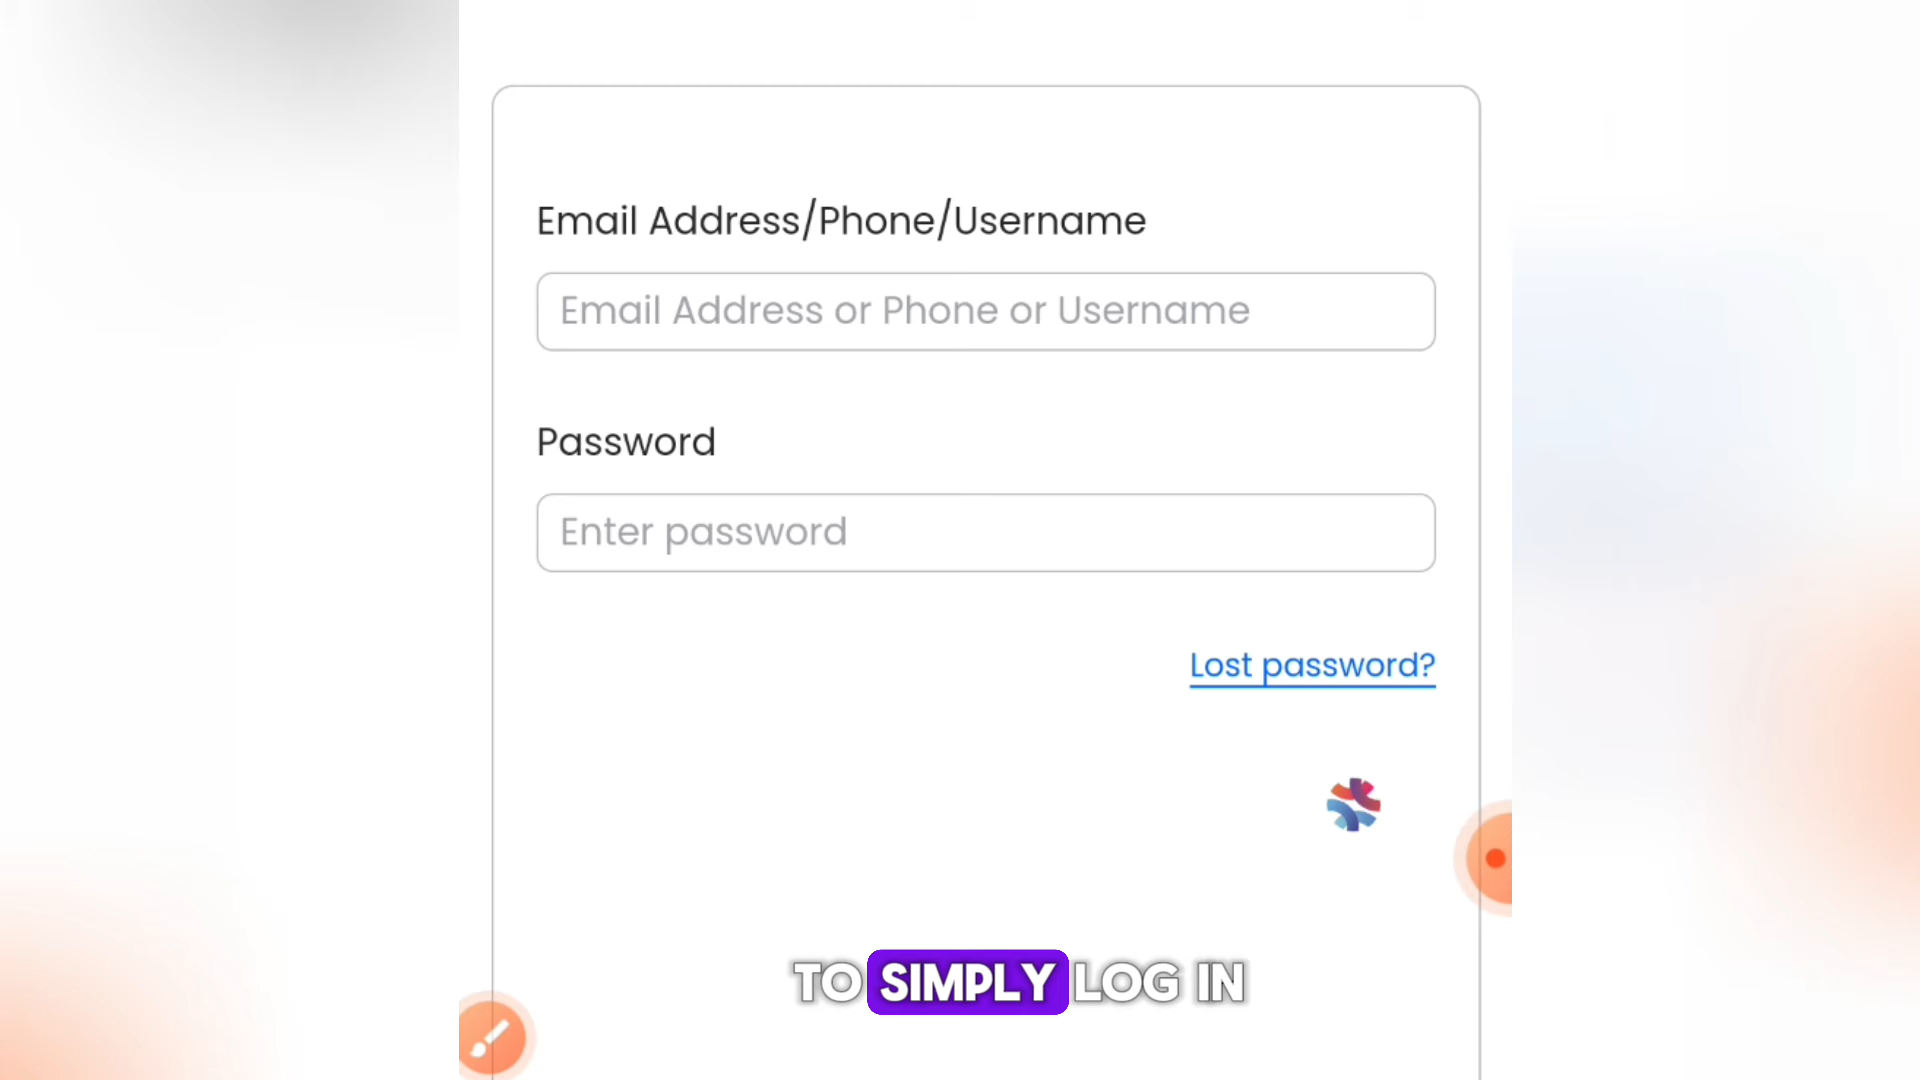 Email Address/Phone/Username
Email Address or Phone or Username
Password
Enter password
Lost password?
TO SIMPLY LOG IN